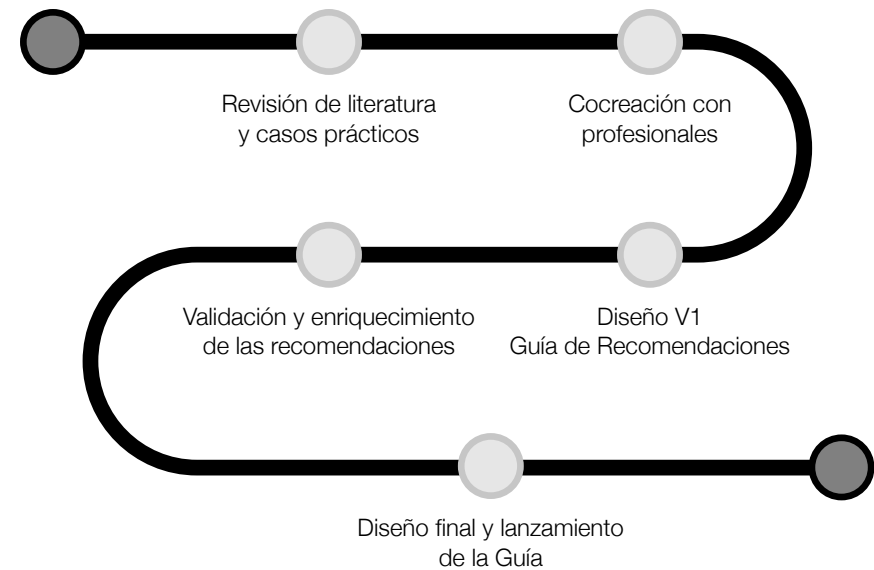 Revisión de literatura
y casos prácticos
Cocreación con
profesionales
Validación y enriquecimiento
de las recomendaciones
Diseño V1
Guía de Recomendaciones
Diseño final y lanzamiento
de la Guía